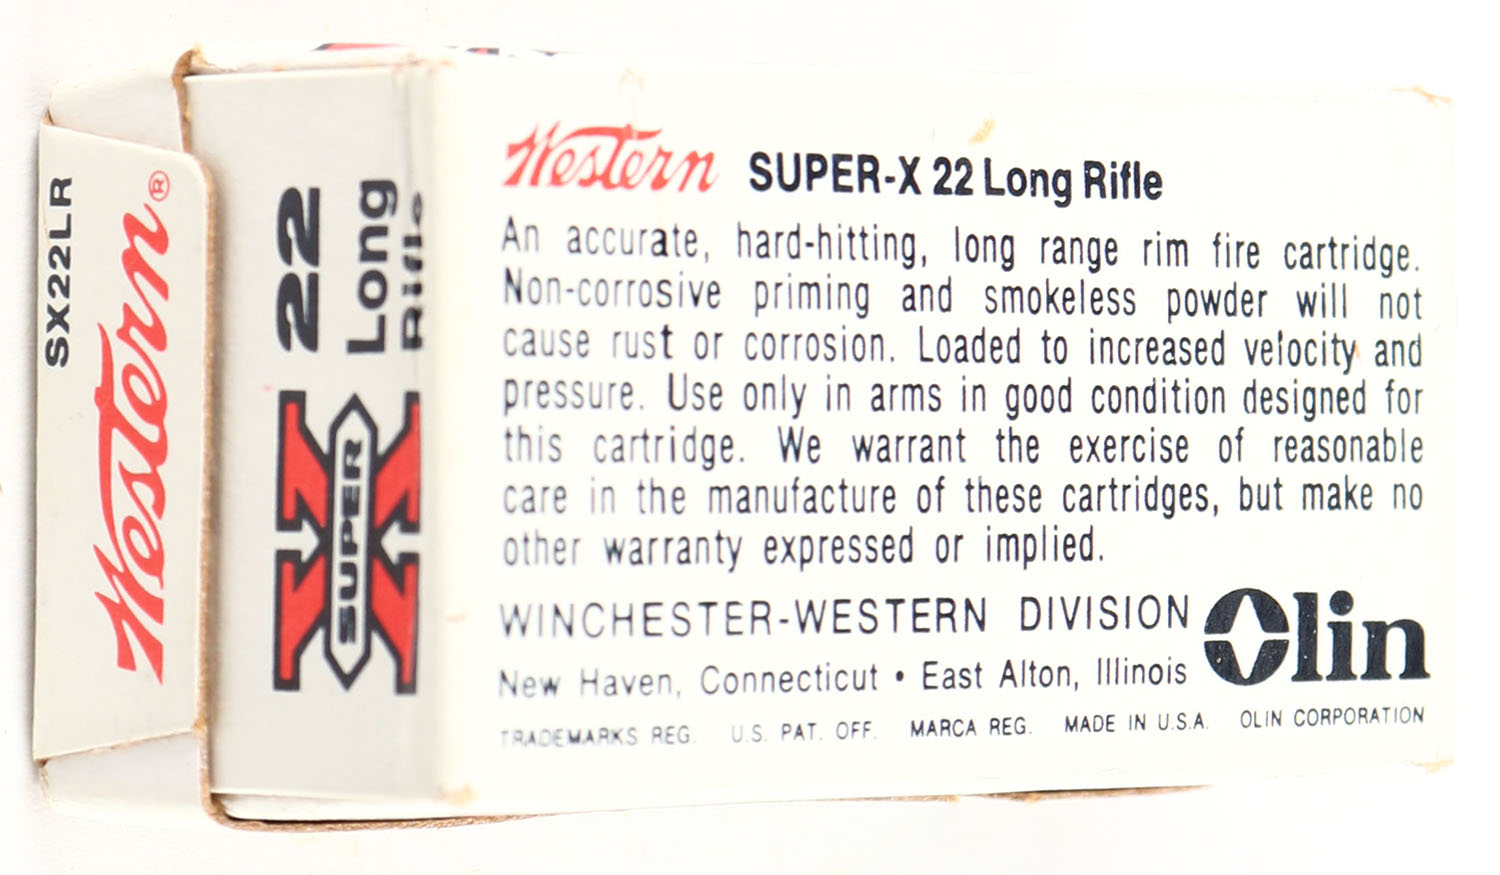 SX22LR
Western®
22
Long
Rifle
SUPER
X
Western SUPER-X 22 Long Rifle
An accurate, hard-hitting, long range rim fire cartridge.
Non-corrosive priming and smokeless powder will not
cause rust or corrosion. Loaded to increased velocity and
pressure. Use only in arms in good condition designed for
this cartridge. We warrant the exercise of reasonable
care in the manufacture of these cartridges, but make no
other warranty expressed or implied.
WINCHESTER-WESTERN DIVISION
Olin
New Haven, Connecticut • East Alton, Illinois
TRADEMARKS REG. U.S. PAT. OFF. MARCA REG. MADE IN U.S.A. OLIN CORPORATION